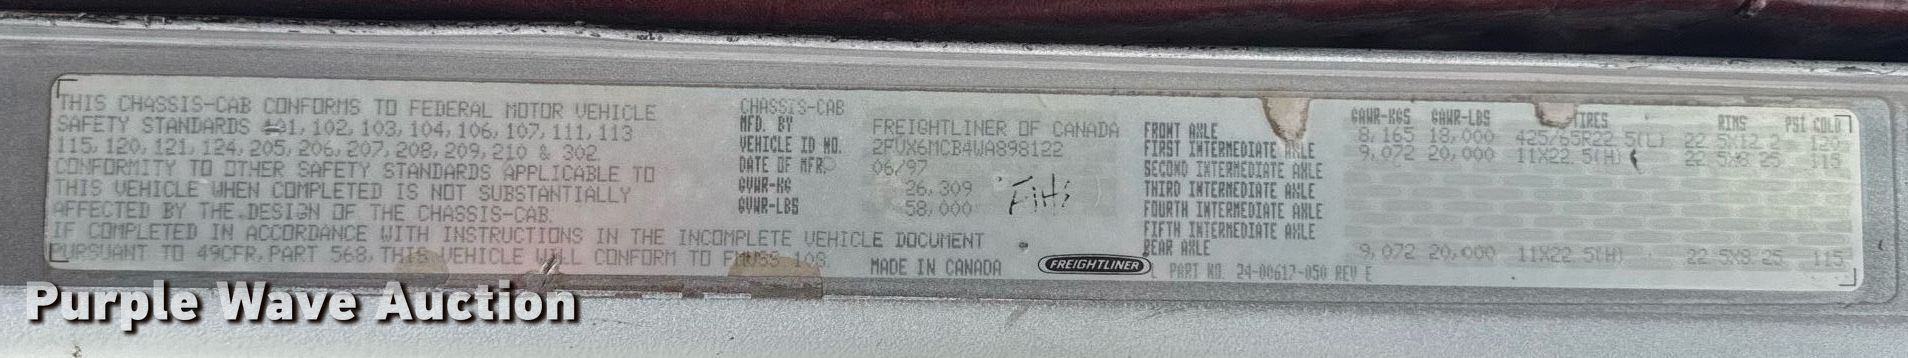 THIS CHASSIS-CAB CONFORMS TO FEDERAL MOTOR VEHICLE
SAFETY STANDARDS 101, 102, 103, 104, 106, 107, 111, 113
115, 120, 121, 124, 205, 206, 207, 208, 209, 210 & 302
CONFORMITY TO OTHER SAFETY STANDARDS APPLICABLE TO
THIS VEHICLE WHEN COMPLETED IS NOT SUBSTANTIALLY
AFFECTED BY THE DESIGN OF THE CHASSIS-CAB.
IF COMPLETED IN ACCORDANCE WITH INSTRUCTIONS IN THE INCOMPLETE VEHICLE DOCUMENT
PURSUANT TO 49CFR, PART 568, THIS VEHICLE WILL CONFORM TO FMVSS 108
CHASSIS-CAB
MFD. BY FREIGHTLINER OF CANADA
VEHICLE ID NO. 2FUX6MCB4WA898122
DATE OF MFR. 06/97
GVWR-KG 26,309
GVWR-LBS 58,000
MADE IN CANADA
FREIGHTLINER
GAWR-KGS GAWR-LBS TIRES RIMS PSI COLD
FRONT AXLE 8,165 18,000 425/65R22.5(L) 22.5X12.2 120
FIRST INTERMEDIATE AXLE 9,072 20,000 11X22.5(H) 22.5X8.25 115
SECOND INTERMEDIATE AXLE
THIRD INTERMEDIATE AXLE
FOURTH INTERMEDIATE AXLE
FIFTH INTERMEDIATE AXLE
REAR AXLE 9,072 20,000 11X22.5(H) 22.5X8.25 115
PART NO. 24-00617-050 REV E
Purple Wave Auction